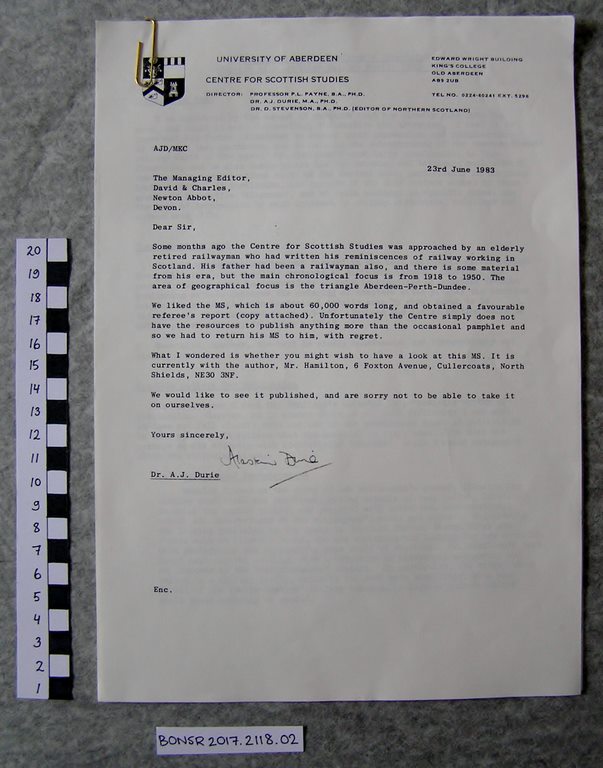 UNIVERSITY OF ABERDEEN
CENTRE FOR SCOTTISH STUDIES
DIRECTOR: PROFESSOR P.L. PAYNE, B.A., PH.D.
DR. A.J. DURIE, M.A., PH.D.
DR. D. STEVENSON, B.A., PH.D. (EDITOR OF NORTHERN SCOTLAND)
EDWARD WRIGHT BUILDING
KING'S COLLEGE
OLD ABERDEEN
AB9 2UB
TEL NO. 0224-40241 EXT. 5296
AJD/MKC
23rd June 1983
The Managing Editor,
David & Charles,
Newton Abbot,
Devon.
Dear Sir,
Some months ago the Centre for Scottish Studies was approached by an elderly
retired railwayman who had written his reminiscences of railway working in
Scotland. His father had been a railwayman also, and there is some material
from his era, but the main chronological focus is from 1918 to 1950. The
area of geographical focus is the triangle Aberdeen-Perth-Dundee.
We liked the MS, which is about 60,000 words long, and obtained a favourable
referee's report (copy attached). Unfortunately the Centre simply does not
have the resources to publish anything more than the occasional pamphlet and
so we had to return his MS to him, with regret.
What I wondered is whether you might wish to have a look at this MS. It is
currently with the author, Mr. Hamilton, 6 Foxton Avenue, Cullercoats, North
Shields, NE30 3NF.
We would like to see it published, and are sorry not to be able to take it
on ourselves.
Yours sincerely,
Alastair Durie
Dr. A.J. Durie
Enc.
20
19
18
17
16
15
14
13
12
11
10
9
8
7
6
5
4
3
2
1
BONSR 2017.2118.02